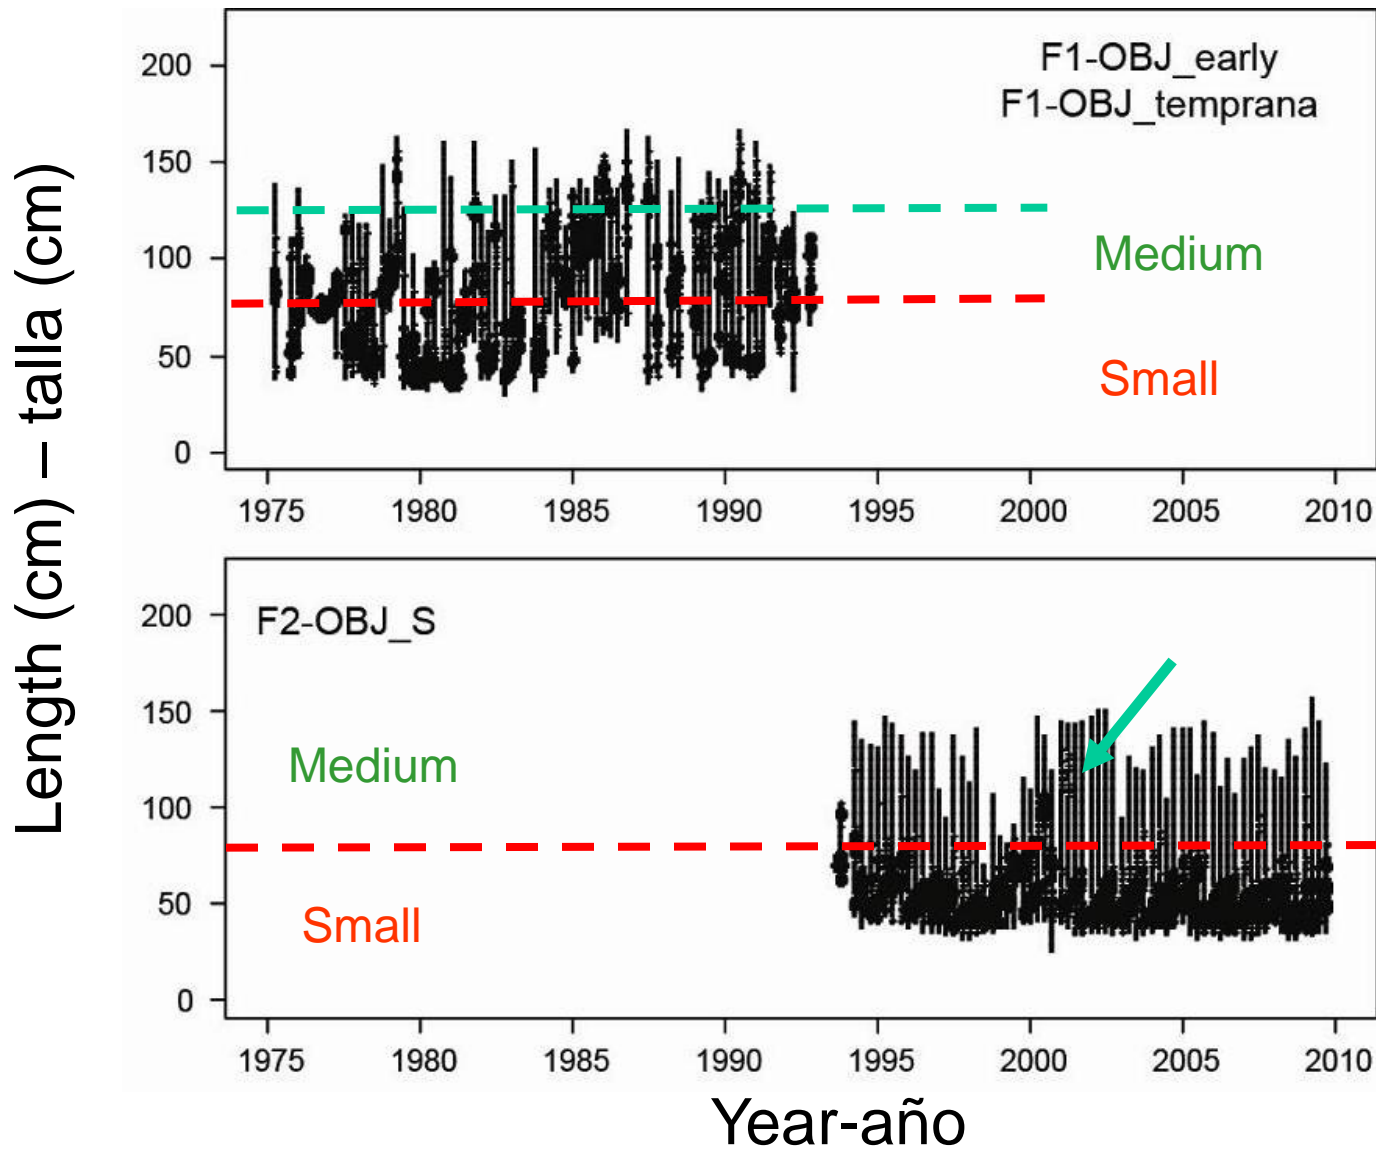 Length (cm) – talla (cm)
F1-OBJ_early
F1-OBJ_temprana
200
150
100
50
0
Medium
Small
1975 1980 1985 1990 1995 2000 2005 2010
F2-OBJ_S
200
150
100
50
0
Medium
Small
1975 1980 1985 1990 1995 2000 2005 2010
Year-año